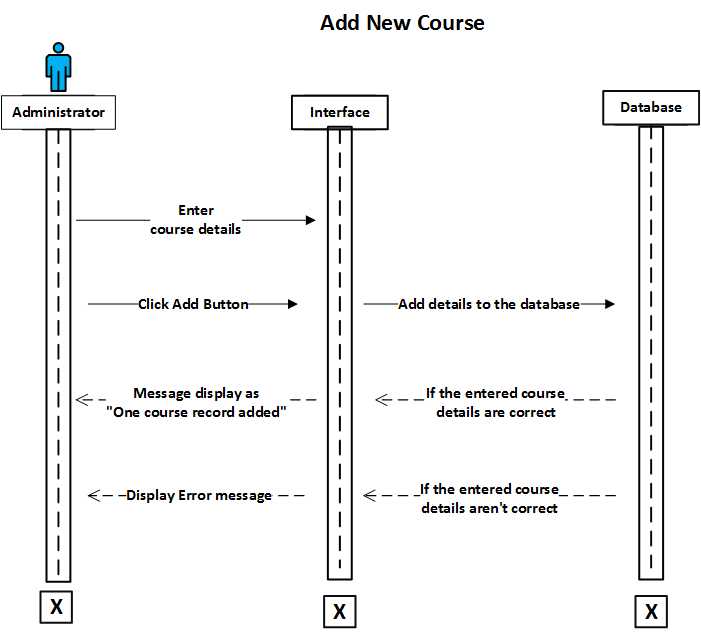 Add New Course
Administrator
Interface
Database
Enter
course details
Click Add Button
Add details to the database
Message display as
"One course record added"
If the entered course
details are correct
Display Error message
If the entered course
details aren't correct
X
X
X